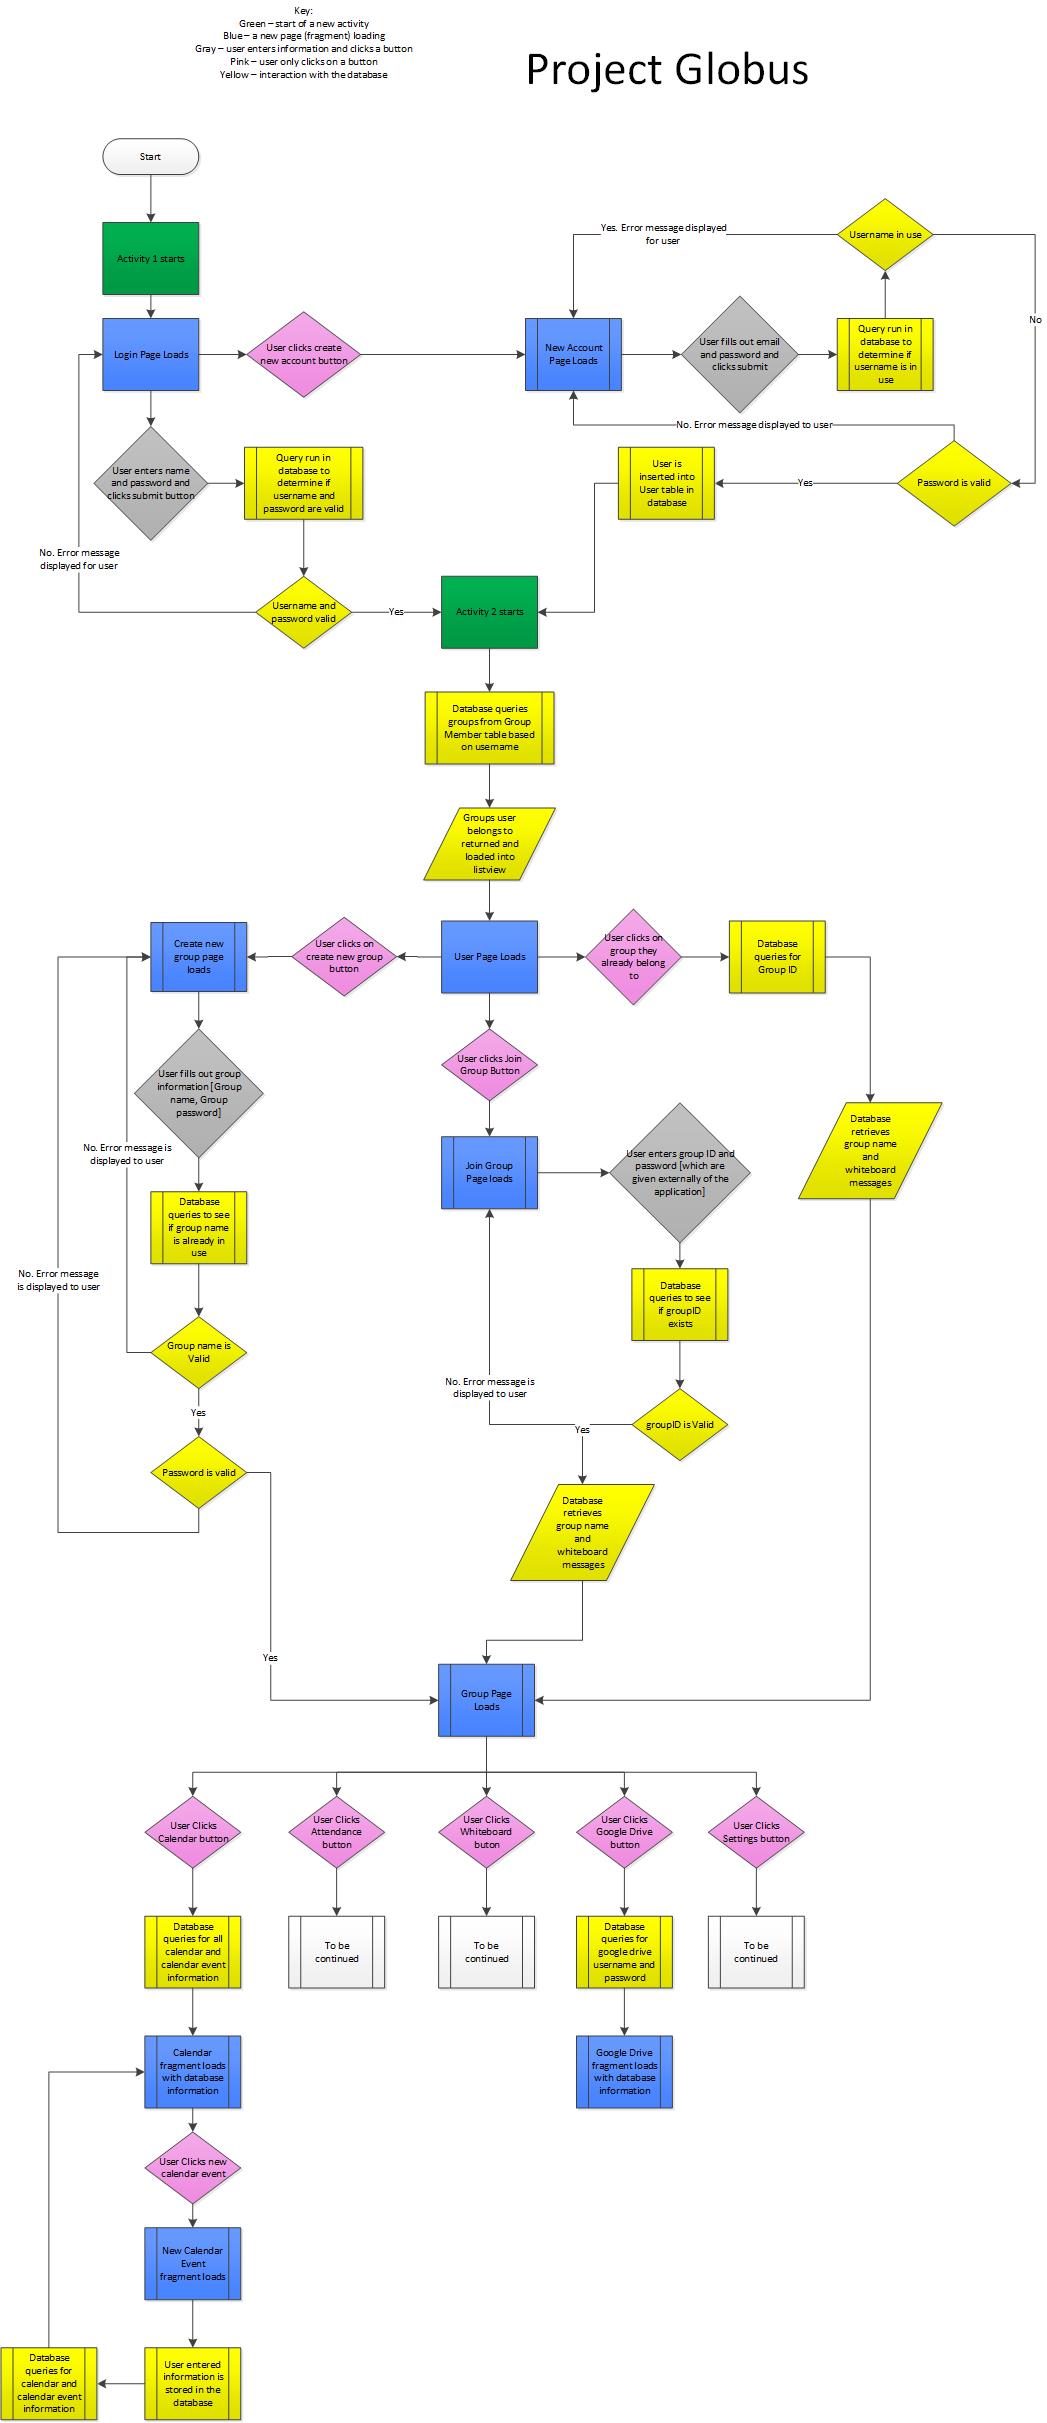 Key:
Green – start of a new activity
Blue – a new page (fragment) loading
Gray – user enters information and clicks a button
Pink – user only clicks on a button
Yellow – interaction with the database
Project Globus
Start
Activity 1 starts
Login Page Loads
User clicks create
new account button
New Account
Page Loads
User fills out email
and password and
clicks submit
Query run in
database to
determine if
username is in
use
Username in use
Yes. Error message displayed
for user
No
Password is valid
No. Error message displayed to user
Yes
User is
inserted into
User table in
database
User enters name
and password and
clicks submit button
Query run in
database to
determine if
username and
password are valid
Username and
password valid
No. Error message
displayed for user
Yes
Activity 2 starts
Database queries
groups from Group
Member table based
on username
Groups user
belongs to
returned and
loaded into
listview
User Page Loads
User clicks on
create new group
button
Create new
group page
loads
User clicks on
group they
already belong
to
Database
queries for
Group ID
User fills out group
information [Group
name, Group
password]
No. Error message is
displayed to user
Database
queries to see
if group name
is already in
use
No. Error message
is displayed to user
Group name is
Valid
Yes
Password is valid
Yes
User clicks Join
Group Button
Join Group
Page loads
User enters group ID and
password [which are
given externally of the
application]
Database
queries to see
if groupID
exists
groupID is Valid
No. Error message is
displayed to user
Yes
Database
retrieves
group name
and
whiteboard
messages
Database
retrieves
group name
and
whiteboard
messages
Group Page
Loads
User Clicks
Calendar button
User Clicks
Attendance
button
User Clicks
Whiteboard
buton
User Clicks
Google Drive
button
User Clicks
Settings button
Database
queries for all
calendar and
calendar event
information
To be
continued
To be
continued
Database
queries for
google drive
username and
password
To be
continued
Calendar
fragment loads
with database
information
Google Drive
fragment loads
with database
information
User Clicks new
calendar event
New Calendar
Event
fragment loads
User entered
information is
stored in the
database
Database
queries for
calendar and
calendar event
information